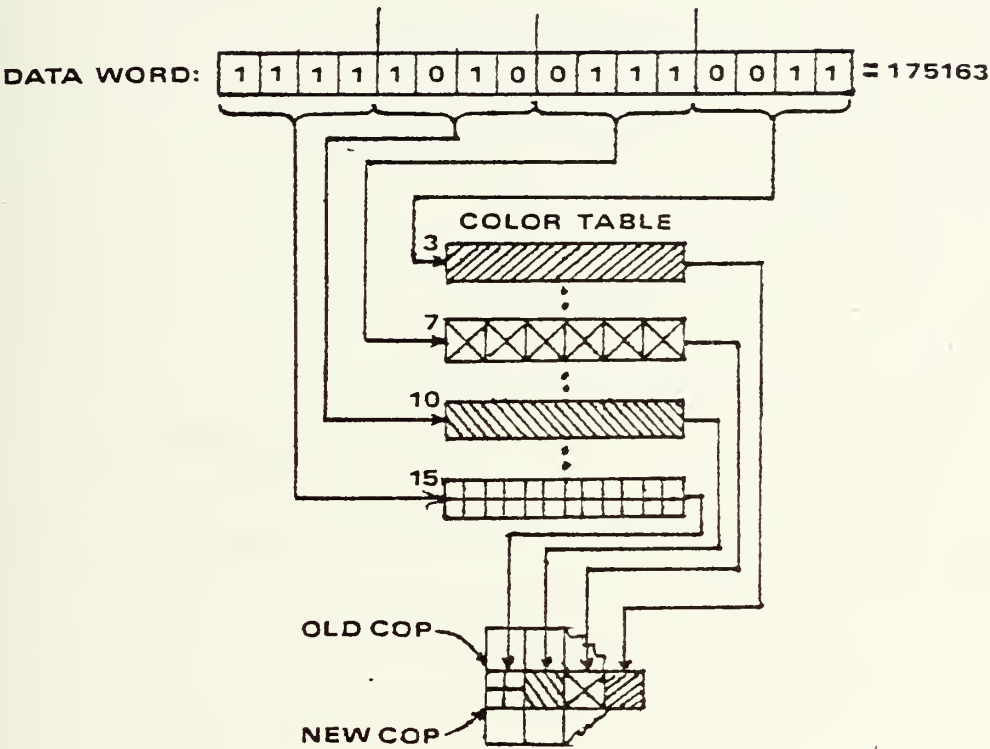 DATA WORD: 1 1 1 1 1 0 1 0 0 1 1 1 0 0 1 1 = 175163
COLOR TABLE
3
7
10
15
OLD COP
NEW COP